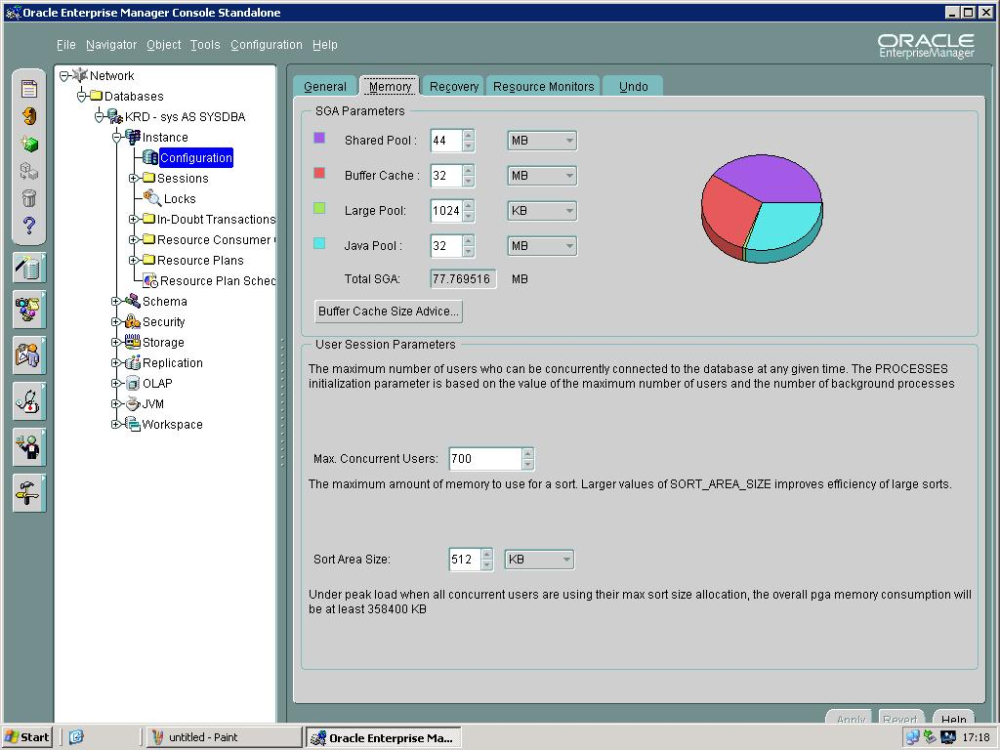 Oracle Enterprise Manager Console Standalone
File Navigator Object Tools Configuration Help
ORACLE
EnterpriseManager
Network
Databases
KRD - sys AS SYSDBA
Instance
Configuration
Sessions
Locks
In-Doubt Transactions
Resource Consumer
Resource Plans
Resource Plan Sched
Schema
Security
Storage
Replication
OLAP
JVM
Workspace
General Memory Recovery Resource Monitors Undo
SGA Parameters
Shared Pool : 44 MB
Buffer Cache : 32 MB
Large Pool: 1024 KB
Java Pool : 32 MB
Total SGA: 77.769516 MB
Buffer Cache Size Advice...
User Session Parameters
The maximum number of users who can be concurrently connected to the database at any given time. The PROCESSES
initialization parameter is based on the value of the maximum number of users and the number of background processes
Max. Concurrent Users: 700
The maximum amount of memory to use for a sort. Larger values of SORT_AREA_SIZE improves efficiency of large sorts.
Sort Area Size: 512 KB
Under peak load when all concurrent users are using their max sort size allocation, the overall pga memory consumption will
be at least 358400 KB
Apply Revert Help
Start untitled - Paint Oracle Enterprise Ma... 17:18